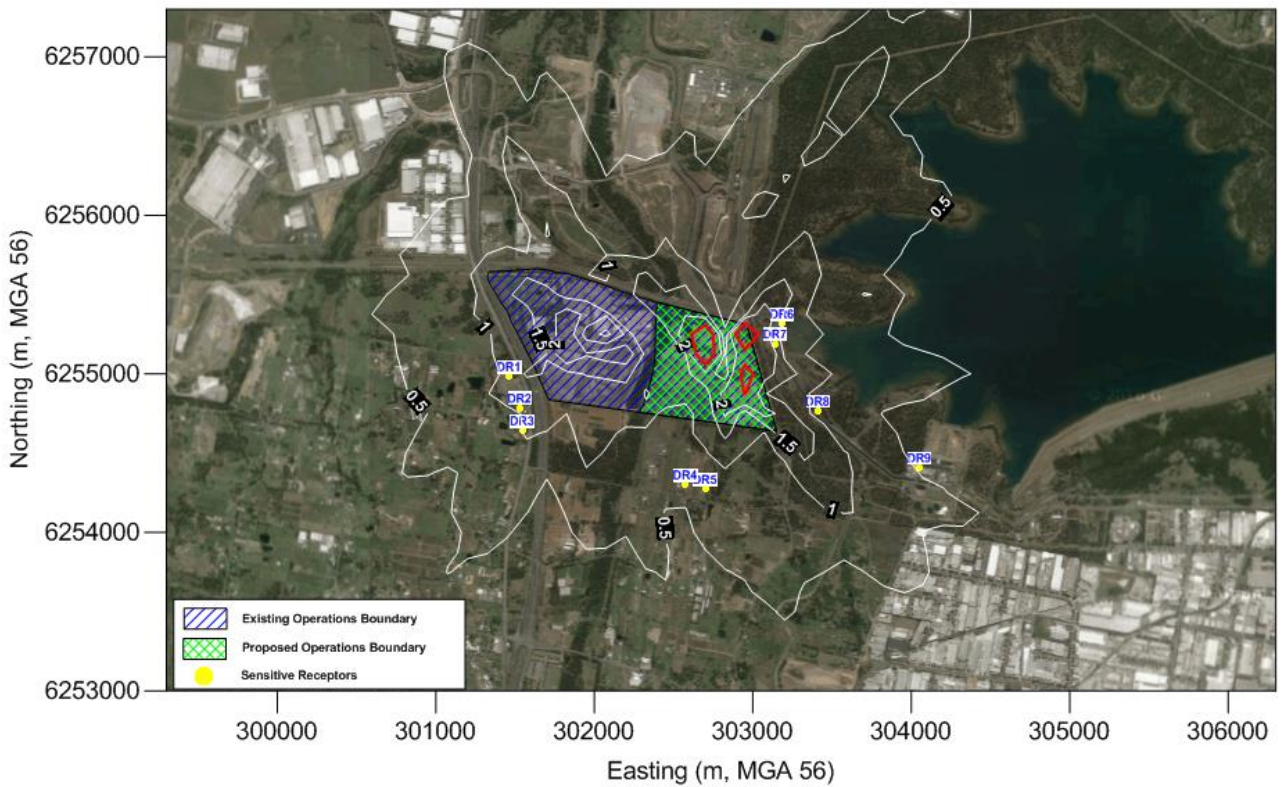 6257000
6256000
6255000
6254000
6253000
Northing (m, MGA 56)
0.5
1
1
1.5
2
2
2
1.5
1
0.5
0.5
DR6
DR7
DR1
DR2
DR3
DR8
DR9
DR4
DR5
Existing Operations Boundary
Proposed Operations Boundary
Sensitive Receptors
300000
301000
302000
303000
304000
305000
306000
Easting (m, MGA 56)